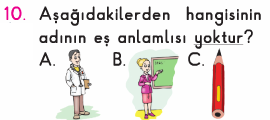 10. Aşağıdakilerden hangisinin
adının eş anlamlısı yoktur?
A. B. C.